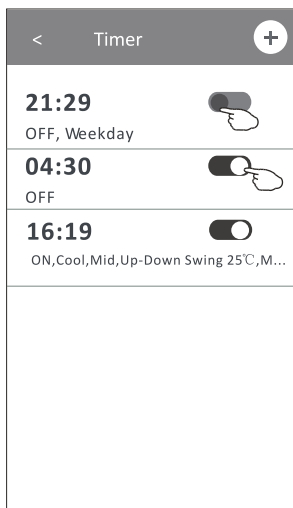 < Timer +
21:29
OFF, Weekday
04:30
OFF
16:19
ON,Cool,Mid,Up-Down Swing 25℃,M...